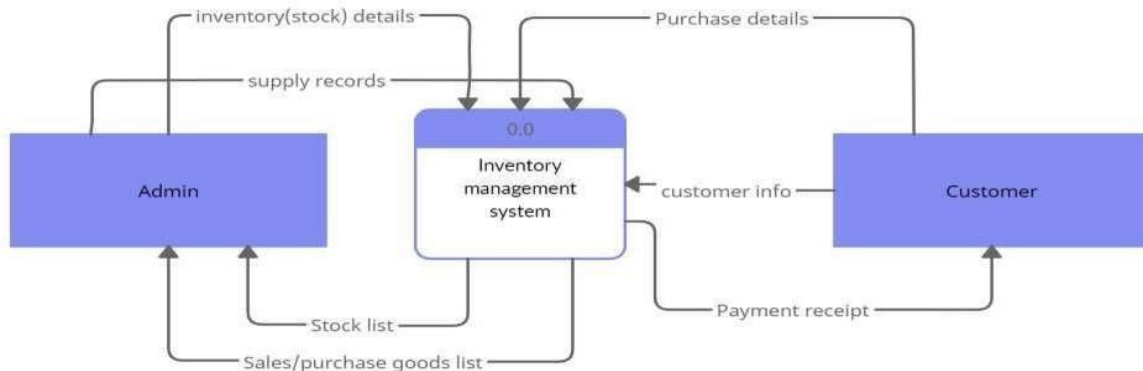 inventory(stock) details
Purchase details
supply records
0.0
Inventory
management
system
Admin
customer info
Customer
Payment receipt
Stock list
Sales/purchase goods list